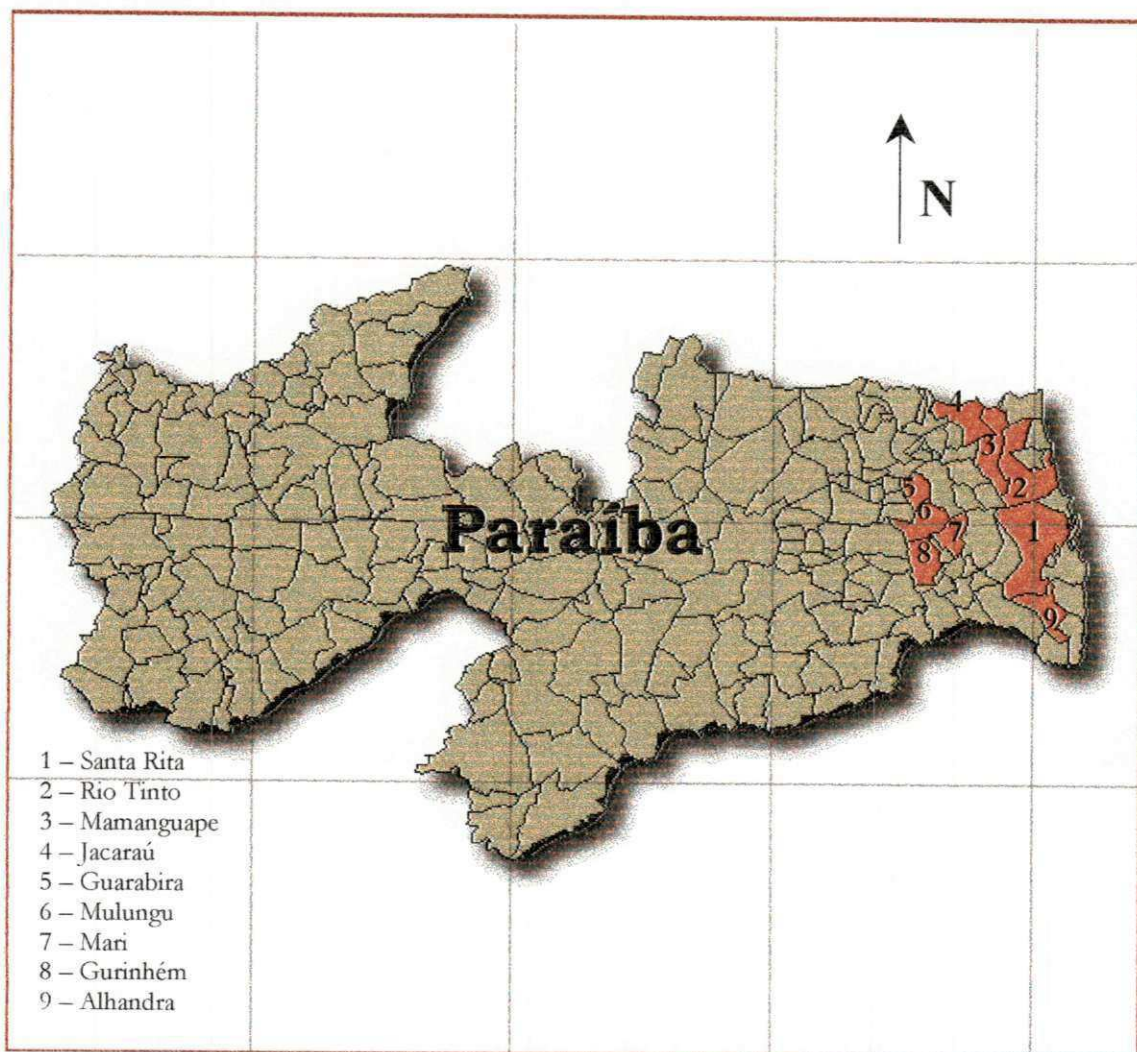 N
4
3
2
5
6
7
1
8
9
Paraíba
1 – Santa Rita
2 – Rio Tinto
3 – Mamanguape
4 – Jacaraú
5 – Guarabira
6 – Mulungu
7 – Mari
8 – Gurinhém
9 – Alhandra